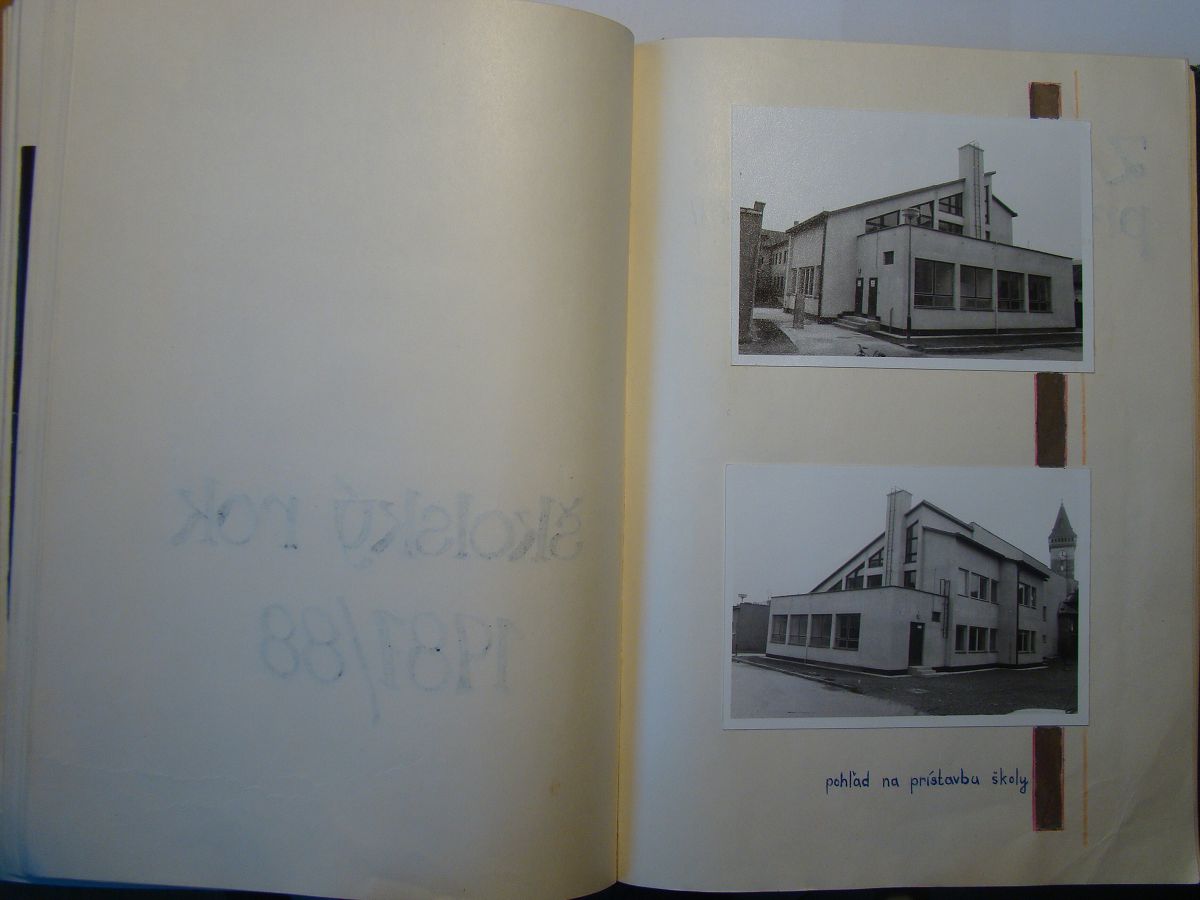 školský rok
1987/88
pohľad na prístavbu školy